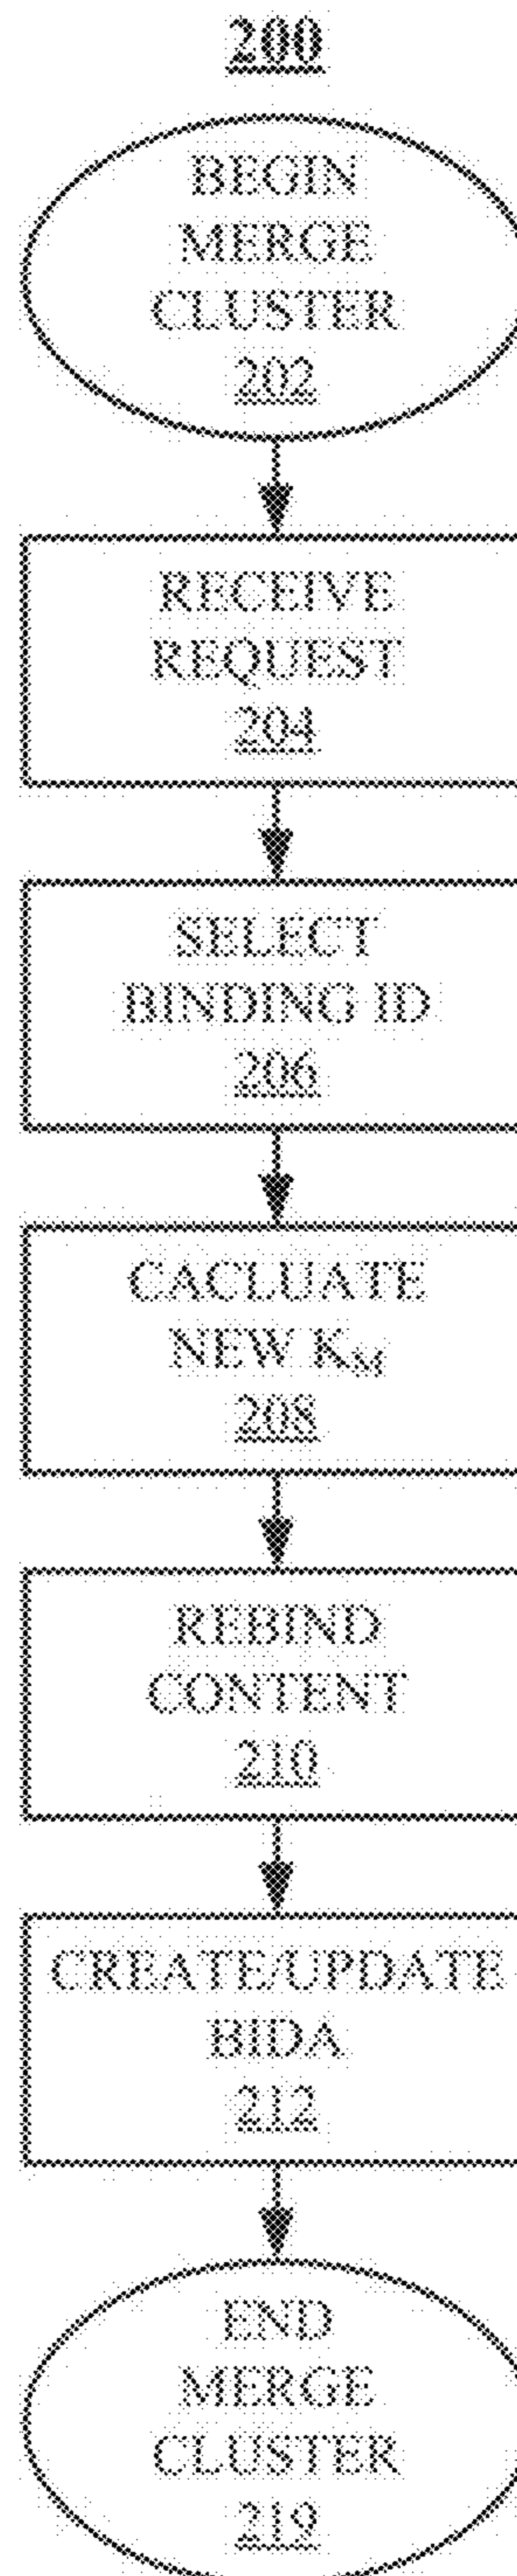 200
BEGIN
MERGE
CLUSTER
202
RECEIVE
REQUEST
204
SELECT
BINDING ID
206
CACLUATE
NEW KM
208
REBIND
CONTENT
210
CREATE/UPDATE
BIDA
212
END
MERGE
CLUSTER
219